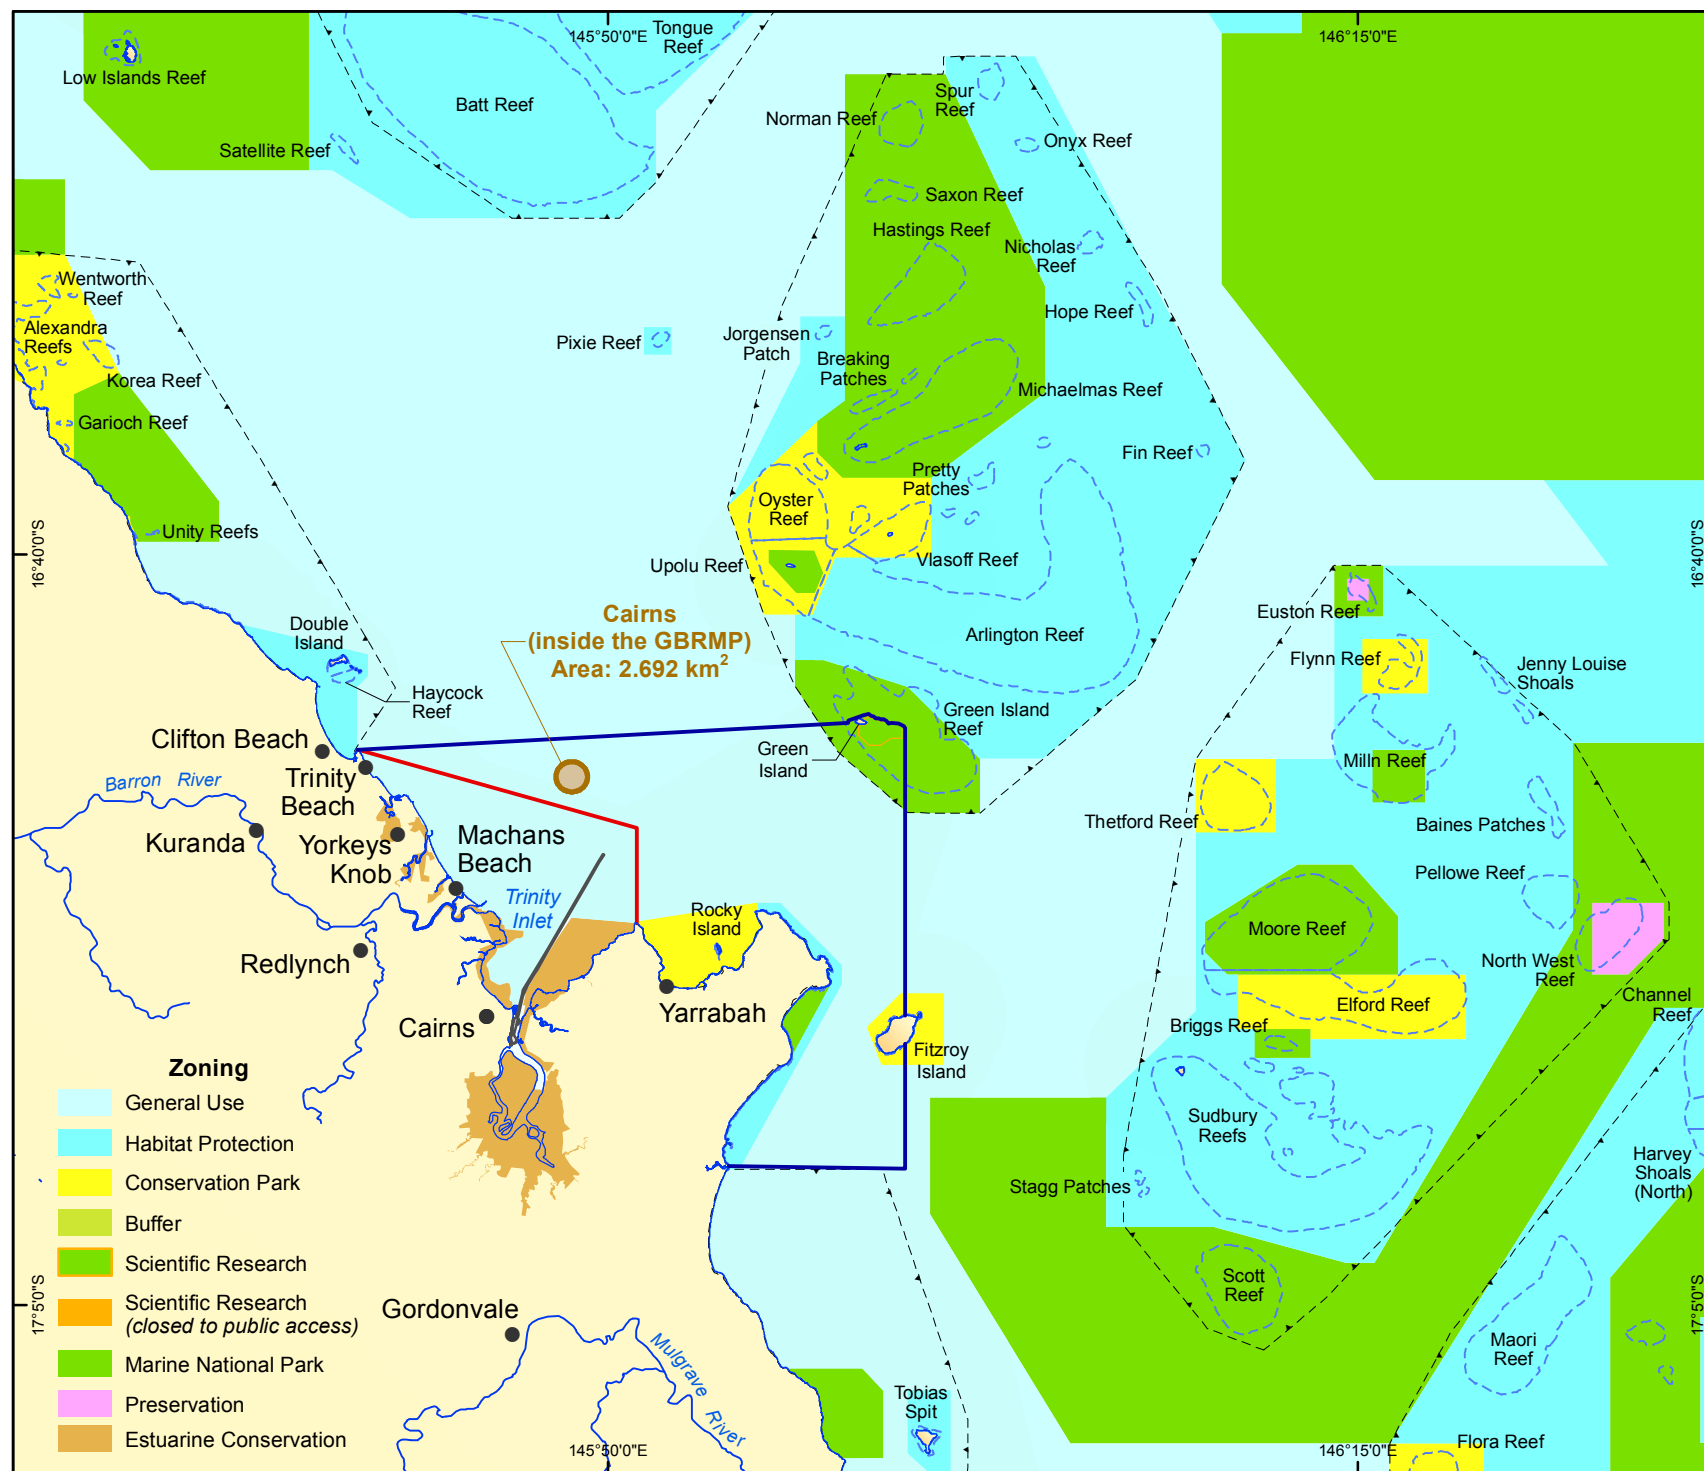 145°50'0"E
146°15'0"E
Tongue
Reef
Low Islands Reef
Batt Reef
Spur
Reef
Norman Reef
Onyx Reef
Satellite Reef
Saxon Reef
Hastings Reef
Nicholas
Reef
Wentworth
Reef
Hope Reef
Alexandra
Reefs
Pixie Reef
Jorgensen
Patch
Breaking
Patches
Korea Reef
Michaelmas Reef
Garioch Reef
Fin Reef
Pretty
Patches
Oyster
Reef
Unity Reefs
16°40'0"S
16°40'0"S
Upolu Reef
Vlasoff Reef
Euston Reef
Cairns
(inside the GBRMP)
Area: 2.692 km2
Double
Island
Arlington Reef
Flynn Reef
Jenny Louise
Shoals
Haycock
Reef
Green Island
Reef
Clifton Beach
Green
Island
Milln Reef
Trinity
Beach
Barron River
Thetford Reef
Baines Patches
Kuranda
Yorkeys
Knob
Machans
Beach
Pellowe Reef
Trinity
Inlet
Rocky
Island
Moore Reef
Redlynch
North West
Reef
Yarrabah
Elford Reef
Channel
Reef
Cairns
Briggs Reef
Fitzroy
Island
Zoning
General Use
Habitat Protection
Conservation Park
Buffer
Scientific Research
Scientific Research
(closed to public access)
Marine National Park
Preservation
Estuarine Conservation
Sudbury
Reefs
Harvey
Shoals
(North)
Stagg Patches
Scott
Reef
17°5'0"S
17°5'0"S
Gordonvale
Mulgrave River
Maori
Reef
Tobias
Spit
Flora Reef
145°50'0"E
146°15'0"E